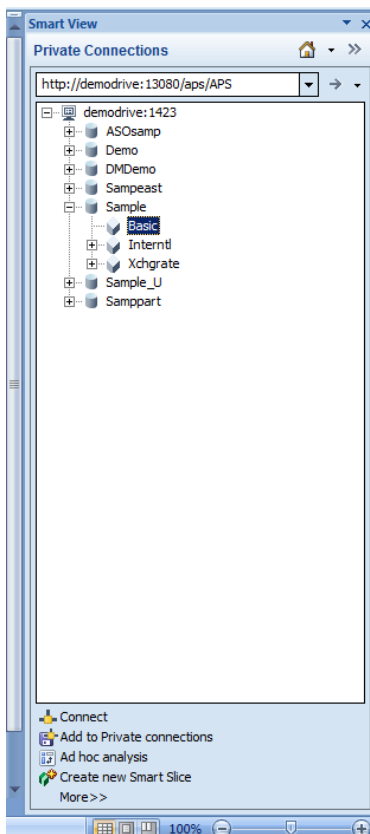 Smart View
Private Connections
http://demodrive:13080/aps/APS
demodrive:1423
ASOsamp
Demo
DMDemo
Sampeast
Sample
Basic
Interntl
Xchgrate
Sample_U
Samppart
Connect
Add to Private connections
Ad hoc analysis
Create new Smart Slice
More>>
100%